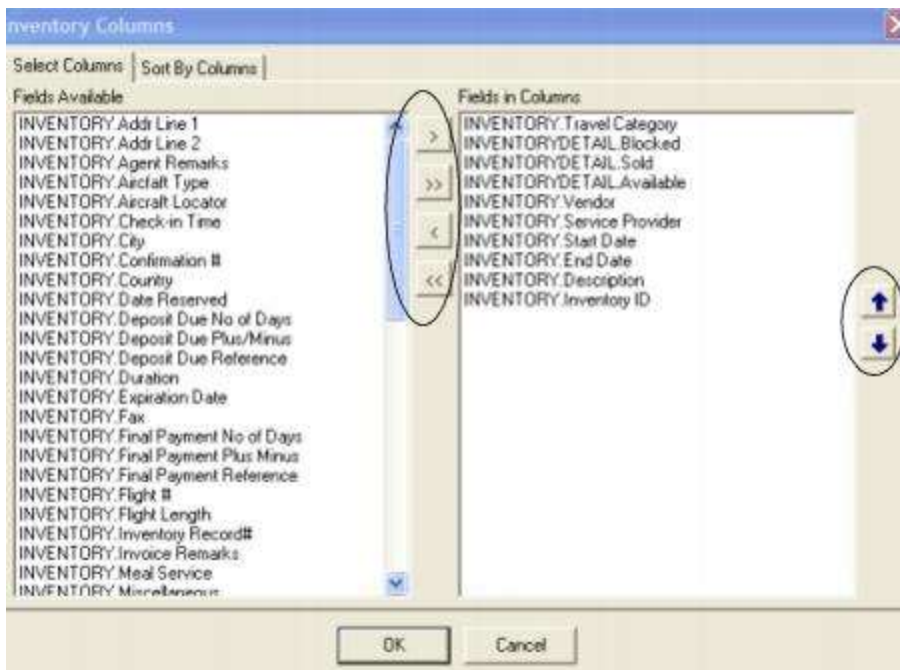 nventory Columns
Select Columns
Sort By Columns
Fields Available
INVENTORY.Addr Line 1
INVENTORY.Addr Line 2
INVENTORY.Agent Remarks
INVENTORY.Aircfaft Type
INVENTORY.Aircraft Locator
INVENTORY.Check-in Time
INVENTORY.City
INVENTORY.Confirmation #
INVENTORY.Country
INVENTORY.Date Reserved
INVENTORY.Deposit Due No of Days
INVENTORY.Deposit Due Plus/Minus
INVENTORY.Deposit Due Reference
INVENTORY.Duration
INVENTORY.Expiration Date
INVENTORY.Fax
INVENTORY.Final Payment No of Days
INVENTORY.Final Payment Plus Minus
INVENTORY.Final Payment Reference
INVENTORY.Flight #
INVENTORY.Flight Length
INVENTORY.Inventory Record#
INVENTORY.Invoice Remarks
INVENTORY.Meal Service
INVENTORY.Miscellaneous
>
>>
<
<<
Fields in Columns
INVENTORY.Travel Category
INVENTORYDETAIL.Blocked
INVENTORYDETAIL.Sold
INVENTORYDETAIL.Available
INVENTORY.Vendor
INVENTORY.Service Provider
INVENTORY.Start Date
INVENTORY.End Date
INVENTORY.Description
INVENTORY.Inventory ID
OK
Cancel